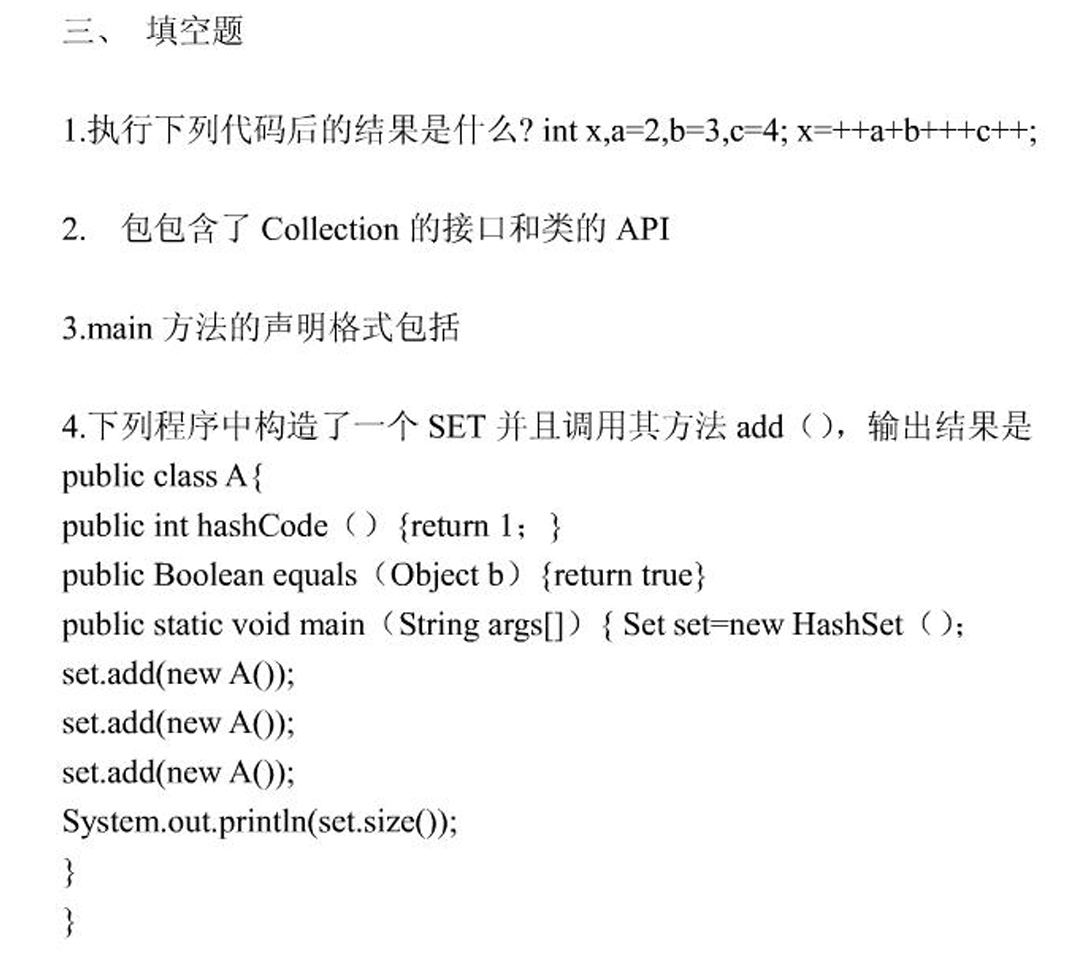 三、 填空题
1.执行下列代码后的结果是什么? int x,a=2,b=3,c=4; x=++a+b+++c++;
2. 包包含了 Collection 的接口和类的 API
3.main 方法的声明格式包括
4.下列程序中构造了一个 SET 并且调用其方法 add（），输出结果是
public class A{
public int hashCode（）{return 1；}
public Boolean equals（Object b）{return true}
public static void main（String args[]）{ Set set=new HashSet（）；
set.add(new A());
set.add(new A());
set.add(new A());
System.out.println(set.size());
}
}